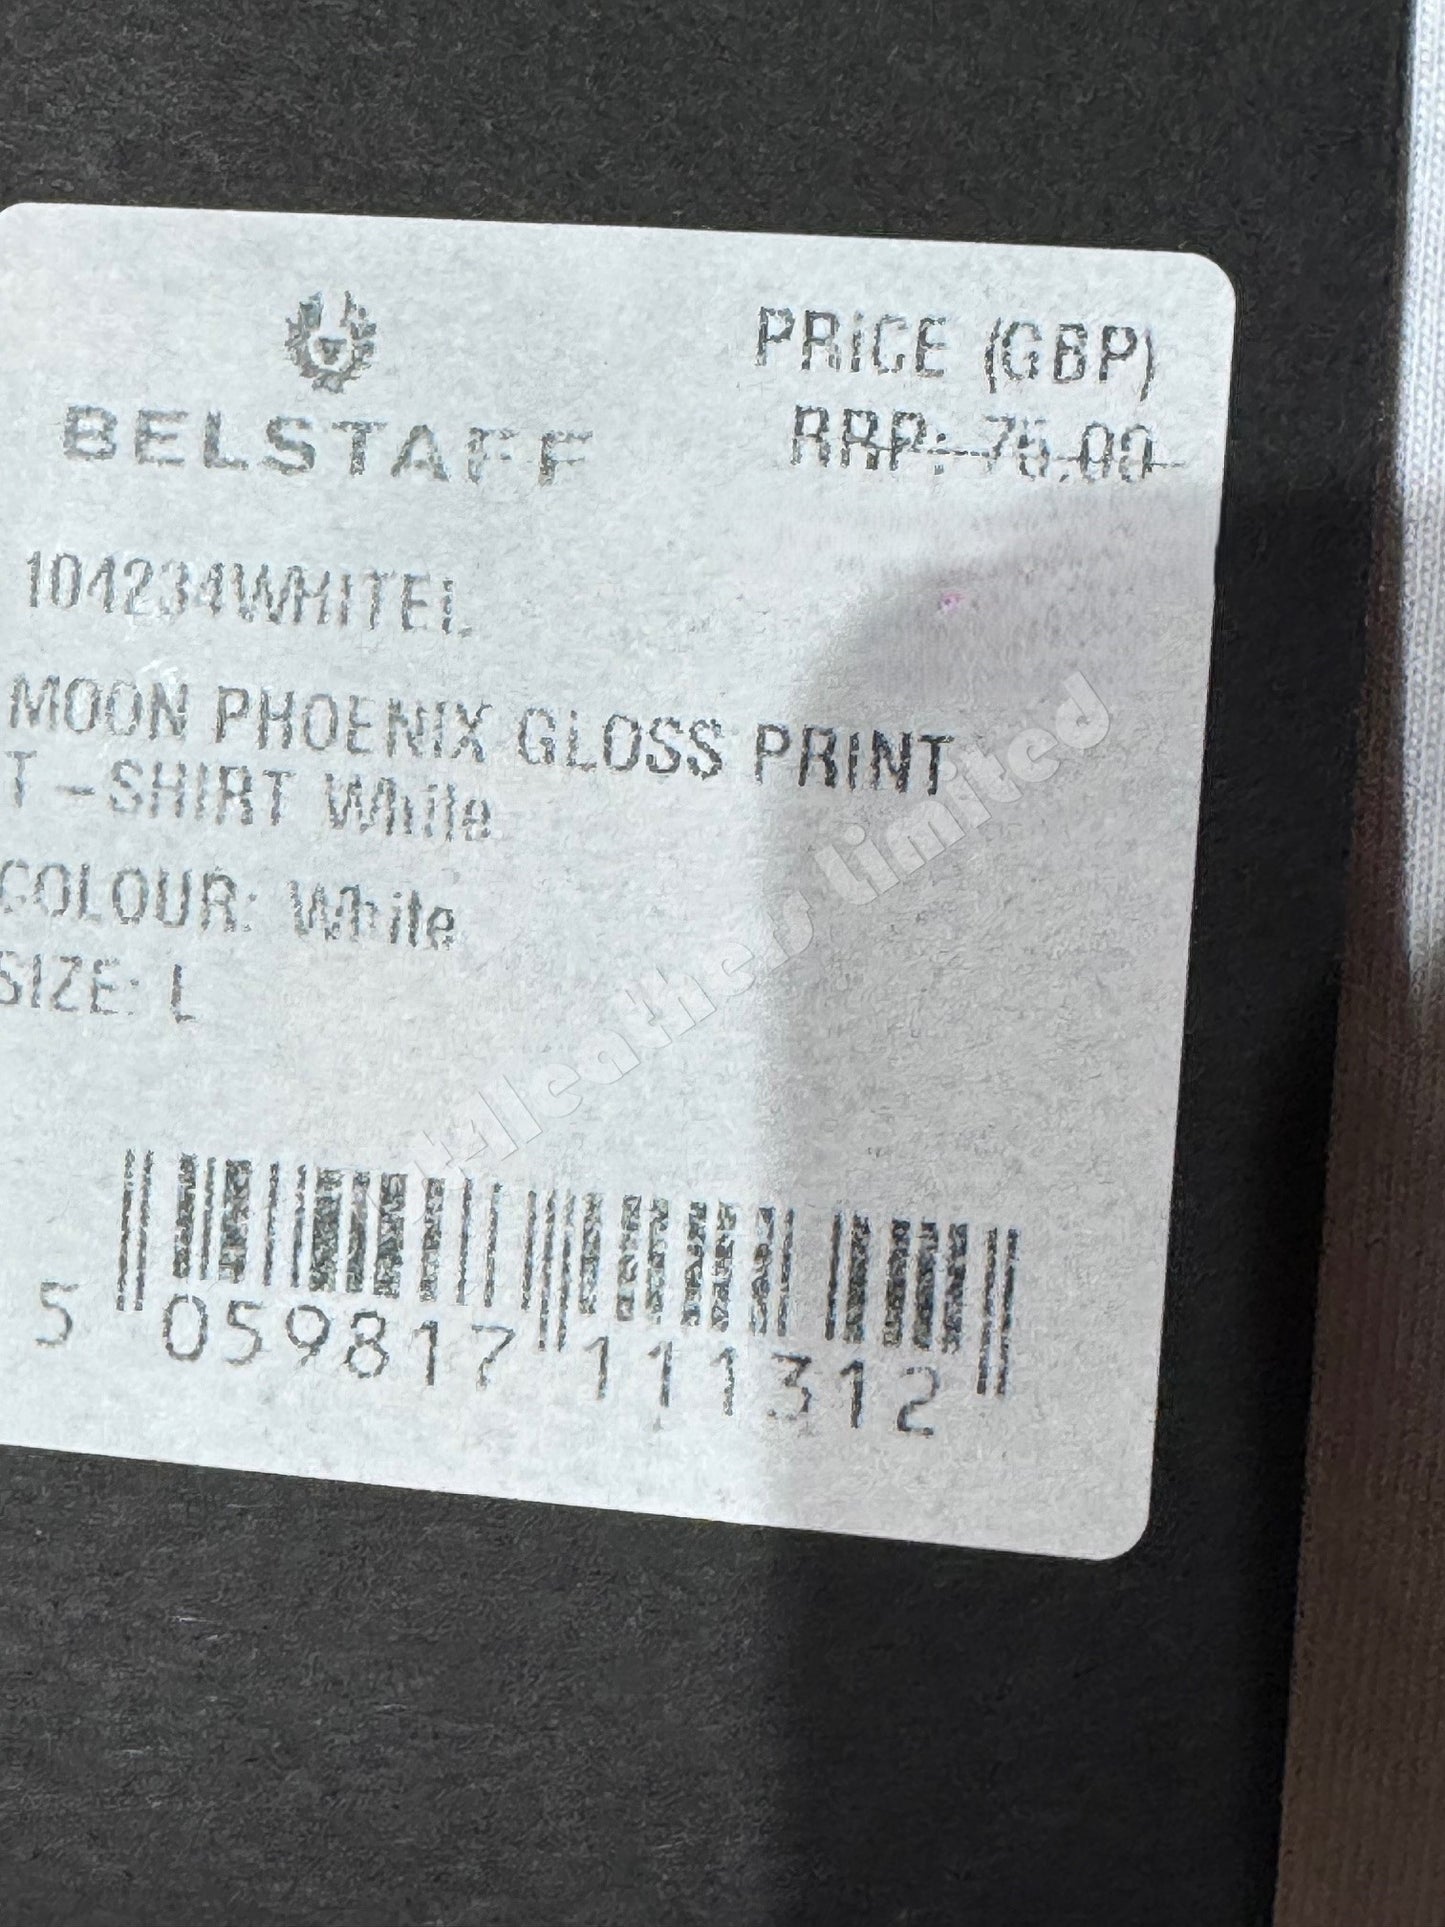 BELSTAFF
PRICE (GBP)
RRP: 75.00
104234WHITEL
MOON PHOENIX GLOSS PRINT
T-SHIRT White
COLOUR: White
SIZE: L
5 059817 111312